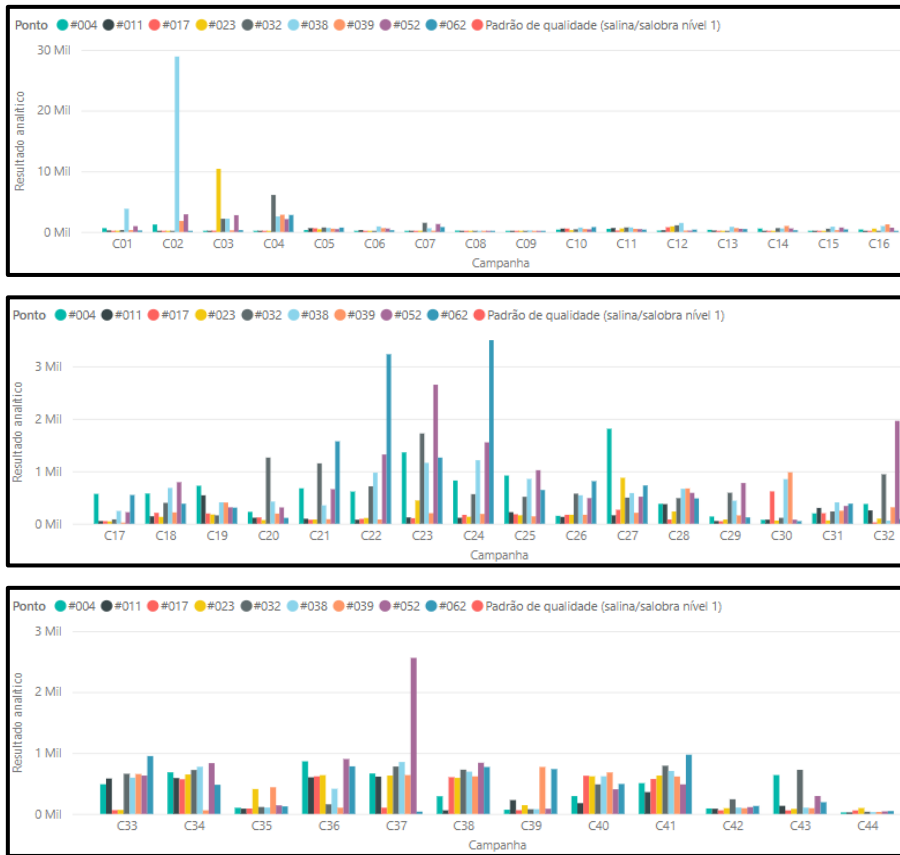 Ponto #004 #011 #017 #023 #032 #038 #039 #052 #062 Padrão de qualidade (salina/salobra nível 1)
30 Mil
20 Mil
10 Mil
0 Mil
Resultado analítico
C01 C02 C03 C04 C05 C06 C07 C08 C09 C10 C11 C12 C13 C14 C15 C16
Campanha
Ponto #004 #011 #017 #023 #032 #038 #039 #052 #062 Padrão de qualidade (salina/salobra nível 1)
3 Mil
2 Mil
1 Mil
0 Mil
Resultado analítico
C17 C18 C19 C20 C21 C22 C23 C24 C25 C26 C27 C28 C29 C30 C31 C32
Campanha
Ponto #004 #011 #017 #023 #032 #038 #039 #052 #062 Padrão de qualidade (salina/salobra nível 1)
3 Mil
2 Mil
1 Mil
0 Mil
Resultado analítico
C33 C34 C35 C36 C37 C38 C39 C40 C41 C42 C43 C44
Campanha